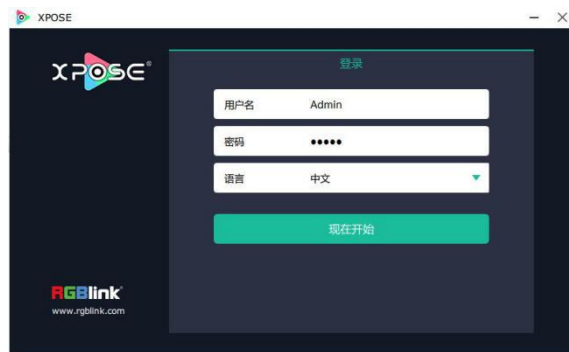 XPOSE
XPOSE®
登录
用户名 Admin
密码 •••••
语言 中文
现在开始
RGBlink
www.rgblink.com